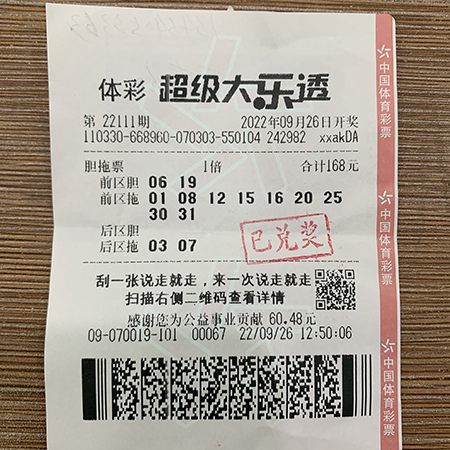 体彩 超级大乐透
第 22111期 2022年09月26日开奖
110330-668960-070303-550104 242982 xxakDA
胆拖票 1倍 合计168元
前区胆 06 19
前区拖 01 08 12 15 16 20 25
30 31
后区胆
后区拖 03 07
已兑奖
刮一张说走就走，来一次说走就走
扫描右侧二维码查看详情
感谢您为公益事业贡献 60.48元
09-070019-101 00067 22/09/26 12:50:06
中国体育彩票
中国体育彩票
中国体育彩票